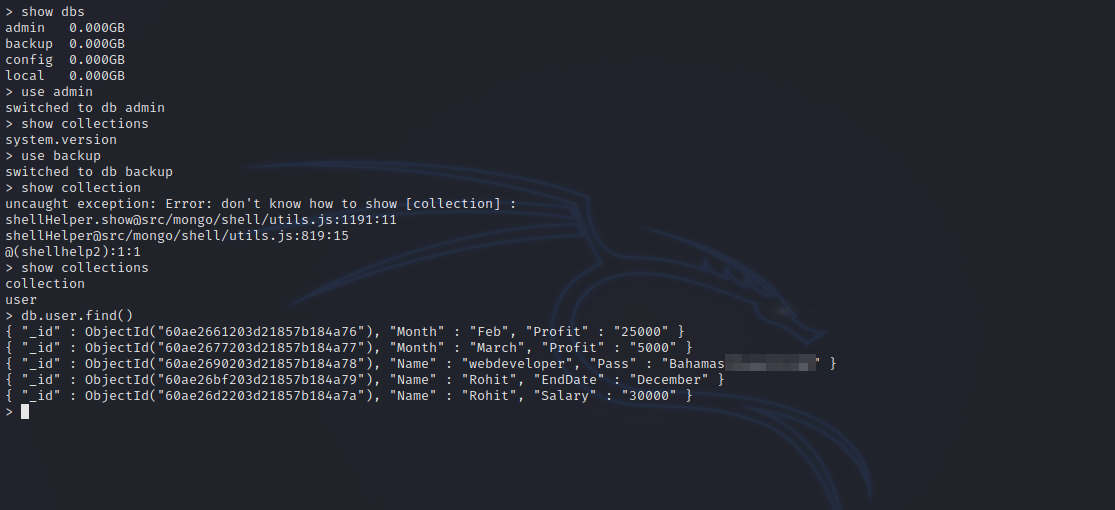 > show dbs
admin   0.000GB
backup  0.000GB
config  0.000GB
local   0.000GB
> use admin
switched to db admin
> show collections
system.version
> use backup
switched to db backup
> show collection
uncaught exception: Error: don't know how to show [collection] :
shellHelper.show@src/mongo/shell/utils.js:1191:11
shellHelper@src/mongo/shell/utils.js:819:15
@(shellhelp2):1:1
> show collections
collection
user
> db.user.find()
{ "_id" : ObjectId("60ae2661203d21857b184a76"), "Month" : "Feb", "Profit" : "25000" }
{ "_id" : ObjectId("60ae2677203d21857b184a77"), "Month" : "March", "Profit" : "5000" }
{ "_id" : ObjectId("60ae2690203d21857b184a78"), "Name" : "webdeveloper", "Pass" : "Bahamas" }
{ "_id" : ObjectId("60ae26bf203d21857b184a79"), "Name" : "Rohit", "EndDate" : "December" }
{ "_id" : ObjectId("60ae26d2203d21857b184a7a"), "Name" : "Rohit", "Salary" : "30000" }
>